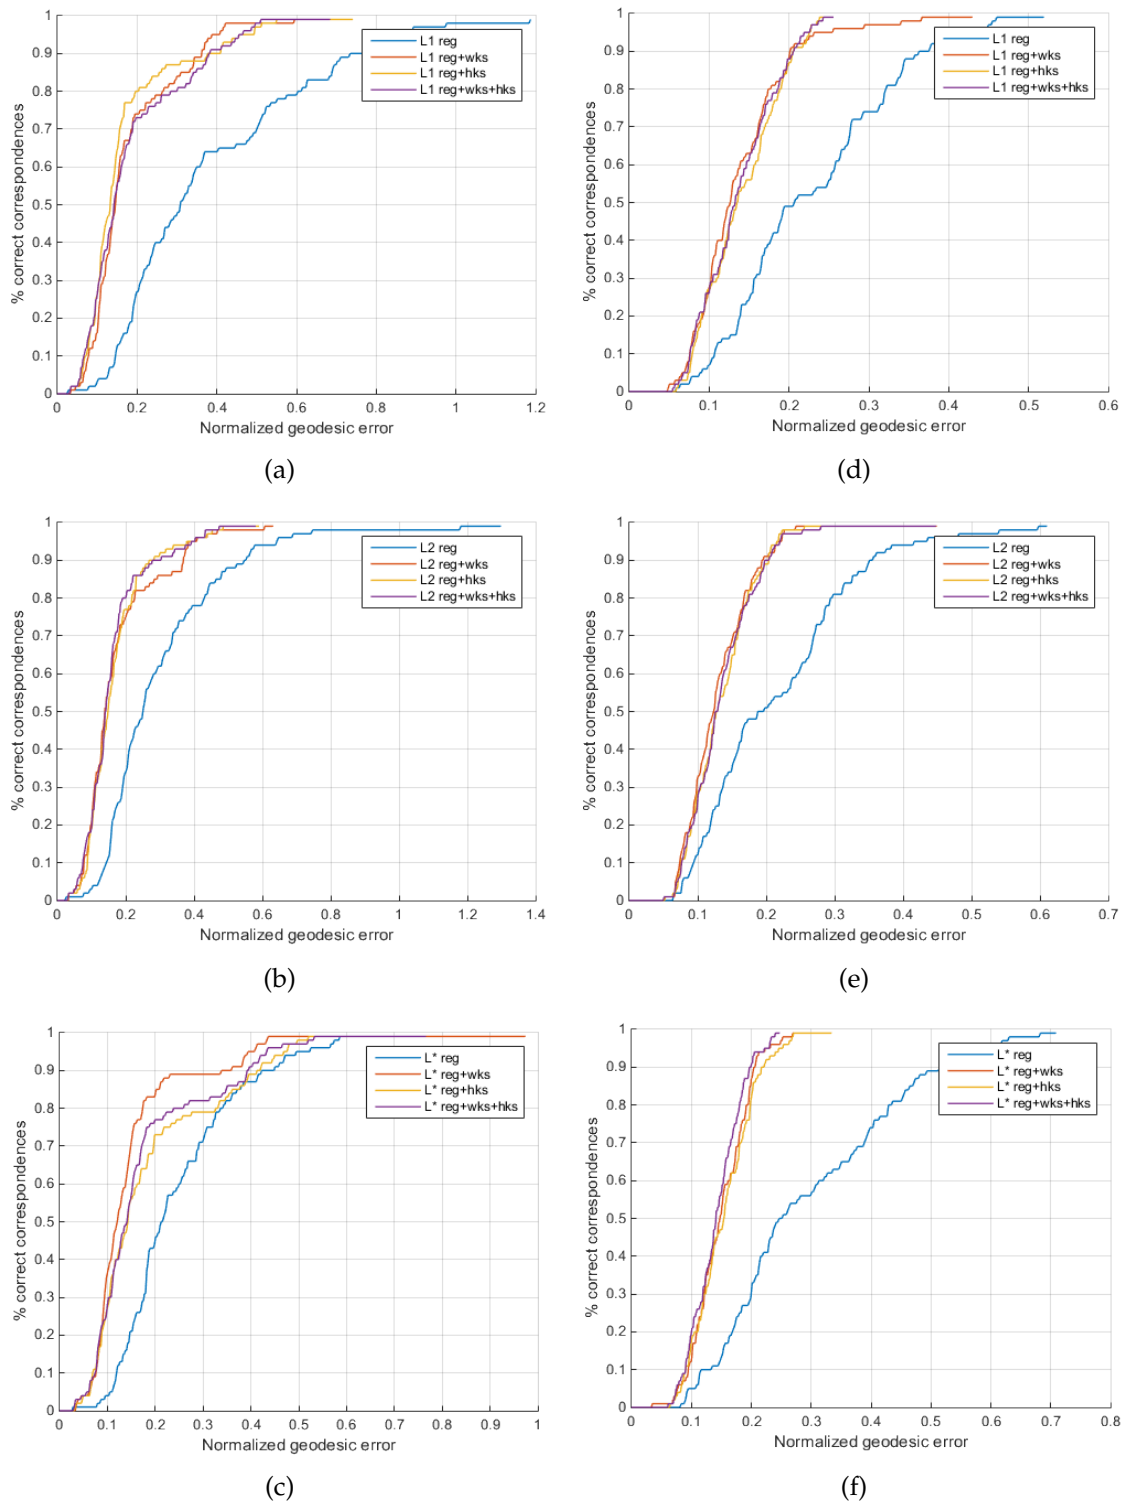 1
0.9
0.8
0.7
0.6
0.5
0.4
0.3
0.2
0.1
0
% correct correspondences
L1 reg
L1 reg+wks
L1 reg+hks
L1 reg+wks+hks
0 0.2 0.4 0.6 0.8 1 1.2
Normalized geodesic error
(a)
1
0.9
0.8
0.7
0.6
0.5
0.4
0.3
0.2
0.1
0
% correct correspondences
L1 reg
L1 reg+wks
L1 reg+hks
L1 reg+wks+hks
0 0.1 0.2 0.3 0.4 0.5 0.6
Normalized geodesic error
(d)
1
0.9
0.8
0.7
0.6
0.5
0.4
0.3
0.2
0.1
0
% correct correspondences
L2 reg
L2 reg+wks
L2 reg+hks
L2 reg+wks+hks
0 0.2 0.4 0.6 0.8 1 1.2 1.4
Normalized geodesic error
(b)
1
0.9
0.8
0.7
0.6
0.5
0.4
0.3
0.2
0.1
0
% correct correspondences
L2 reg
L2 reg+wks
L2 reg+hks
L2 reg+wks+hks
0 0.1 0.2 0.3 0.4 0.5 0.6 0.7
Normalized geodesic error
(e)
1
0.9
0.8
0.7
0.6
0.5
0.4
0.3
0.2
0.1
0
% correct correspondences
L* reg
L* reg+wks
L* reg+hks
L* reg+wks+hks
0 0.1 0.2 0.3 0.4 0.5 0.6 0.7 0.8 0.9 1
Normalized geodesic error
(c)
1
0.9
0.8
0.7
0.6
0.5
0.4
0.3
0.2
0.1
0
% correct correspondences
L* reg
L* reg+wks
L* reg+hks
L* reg+wks+hks
0 0.1 0.2 0.3 0.4 0.5 0.6 0.7 0.8
Normalized geodesic error
(f)